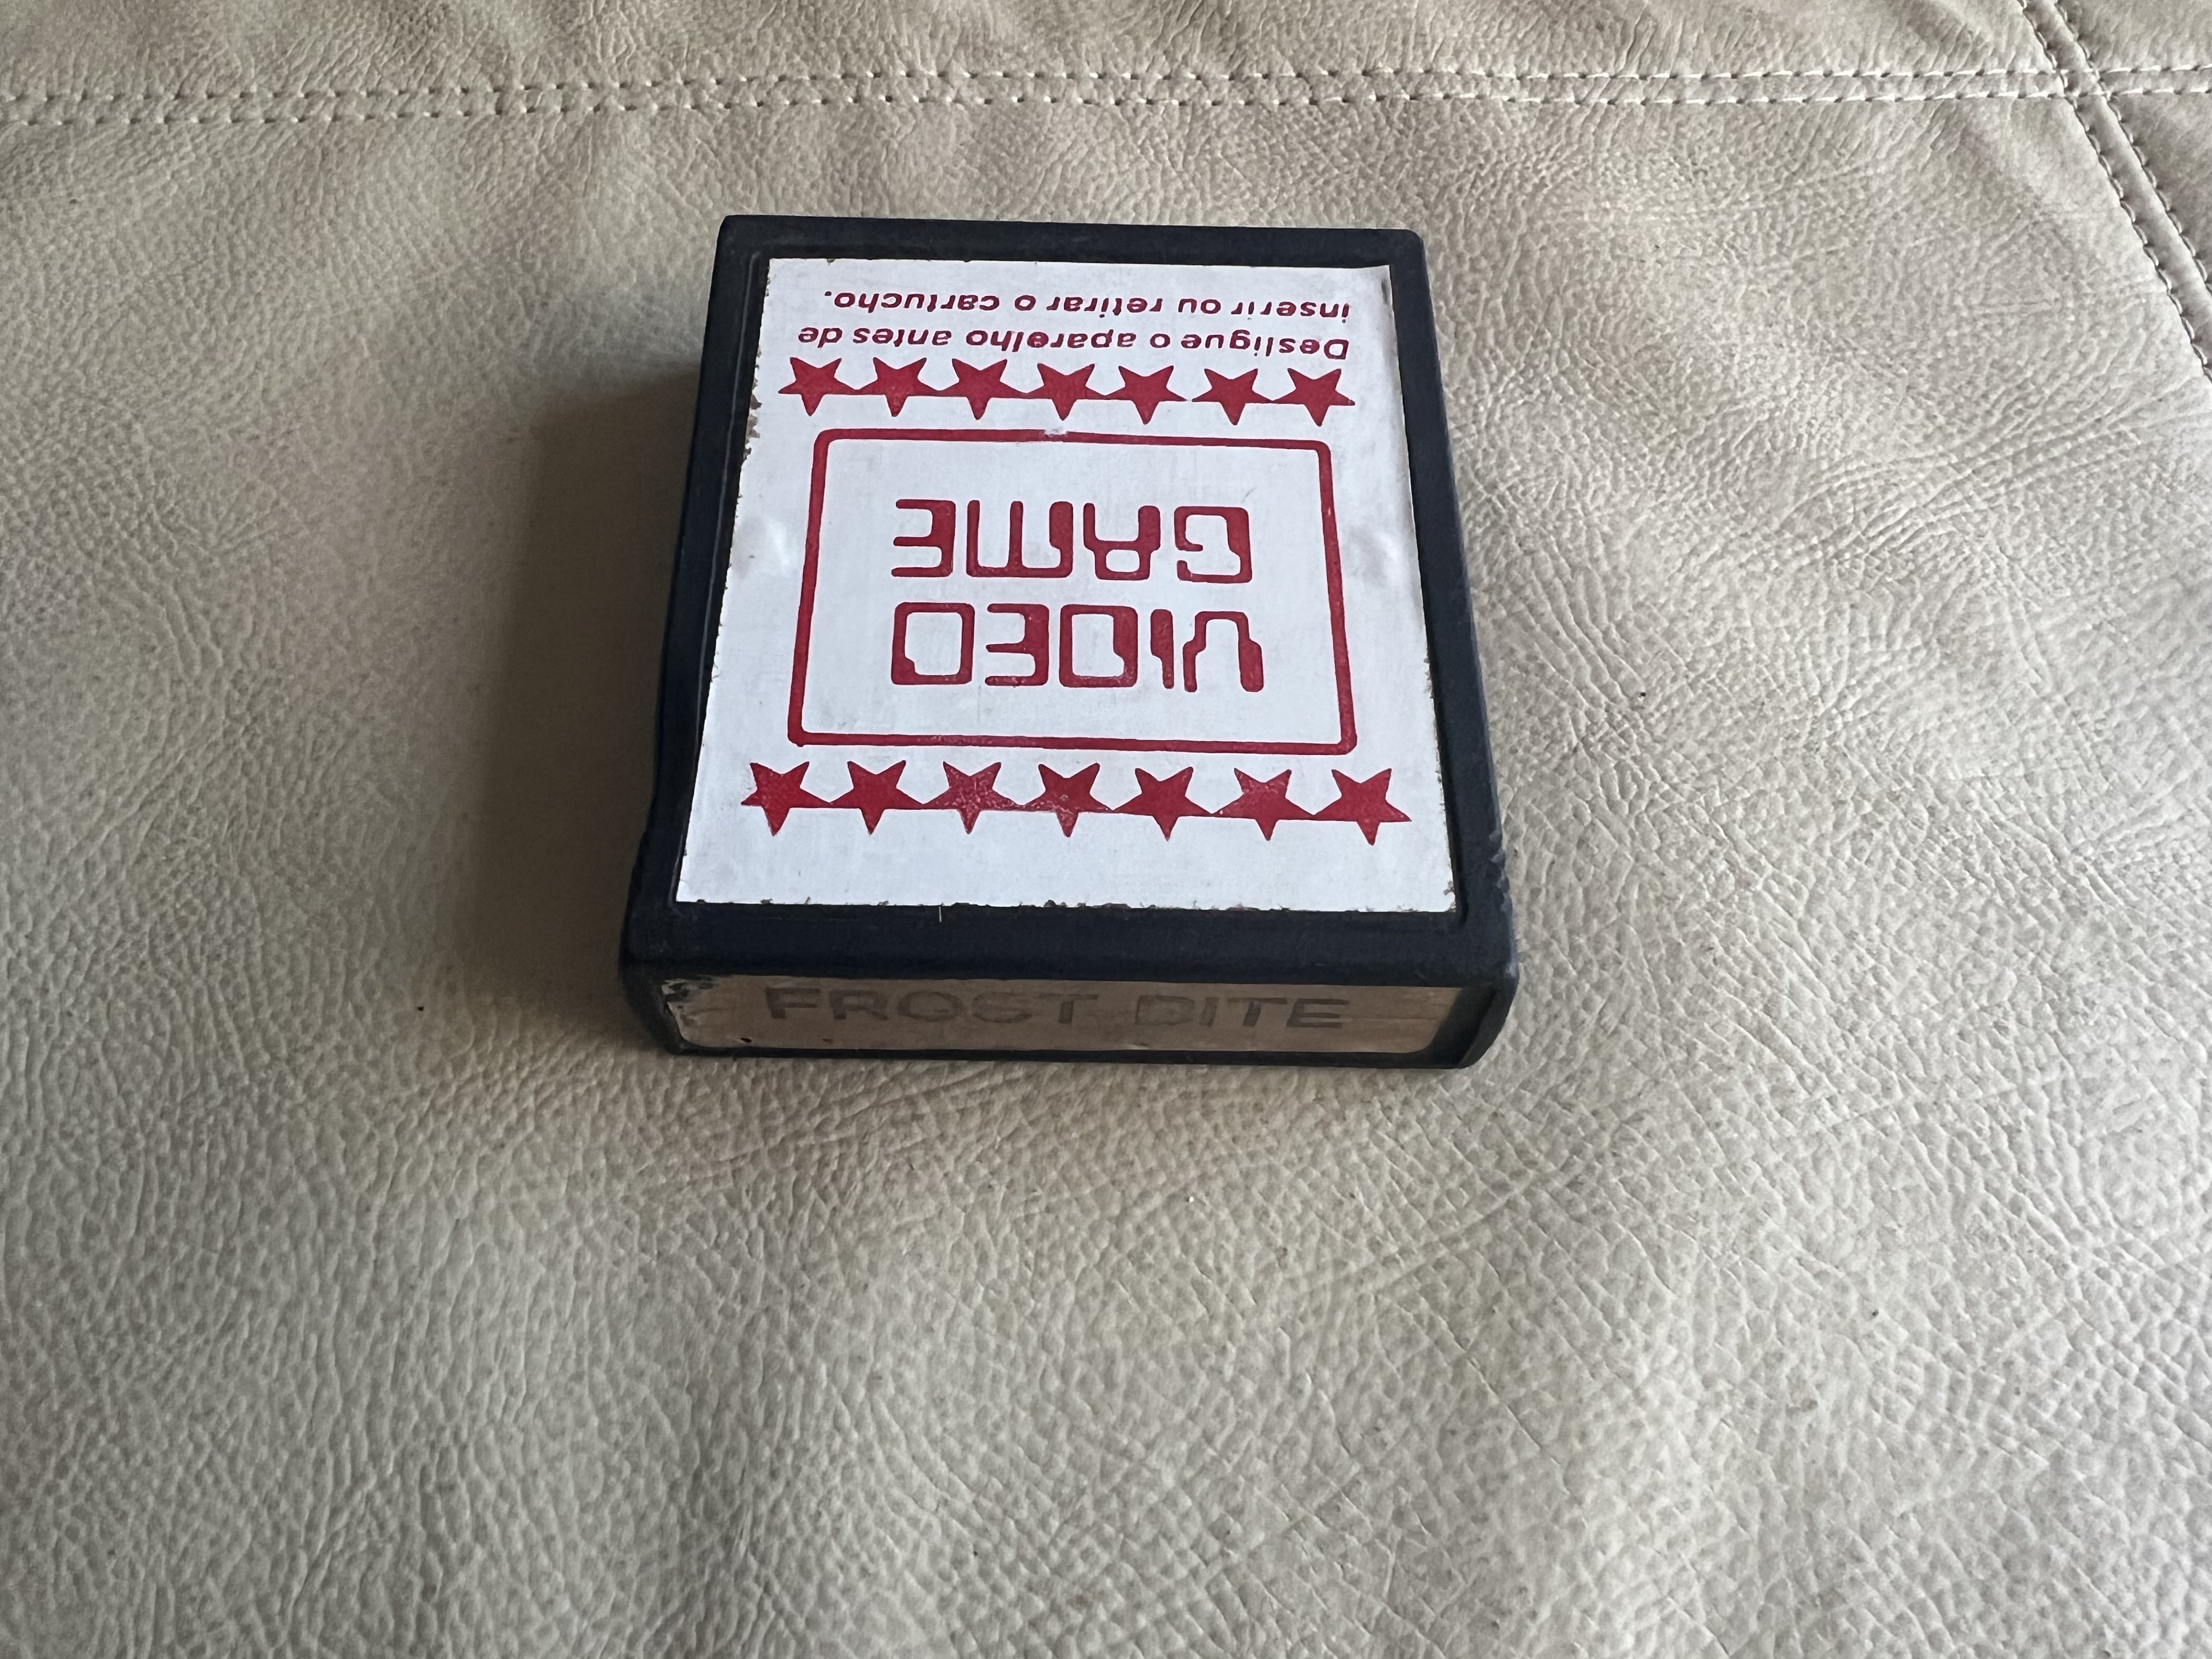 VIDEO
GAME
Desligue o aparelho antes de
inserir ou retirar o cartucho.
FROST BITE